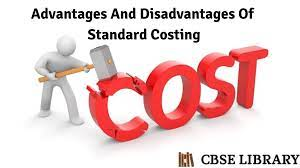 Advantages And Disadvantages Of
Standard Costing
COST
CBSE LIBRARY